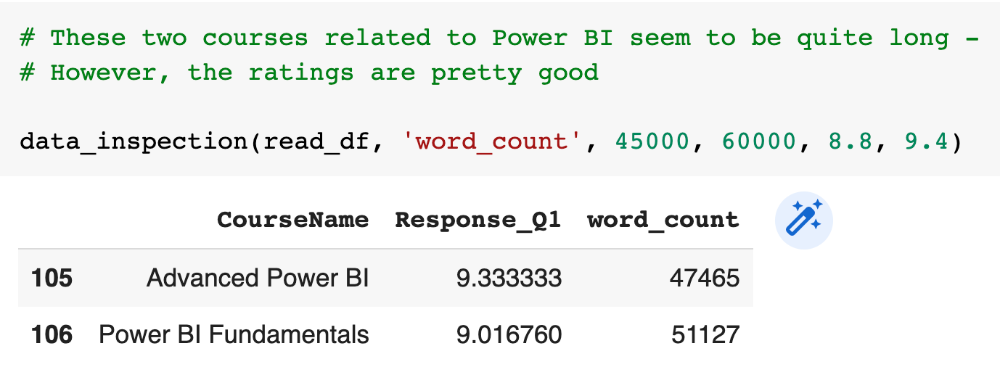 # These two courses related to Power BI seem to be quite long -
# However, the ratings are pretty good
data_inspection(read_df, 'word_count', 45000, 60000, 8.8, 9.4)
CourseName Response_Q1 word_count
105 Advanced Power BI 9.333333 47465
106 Power BI Fundamentals 9.016760 51127